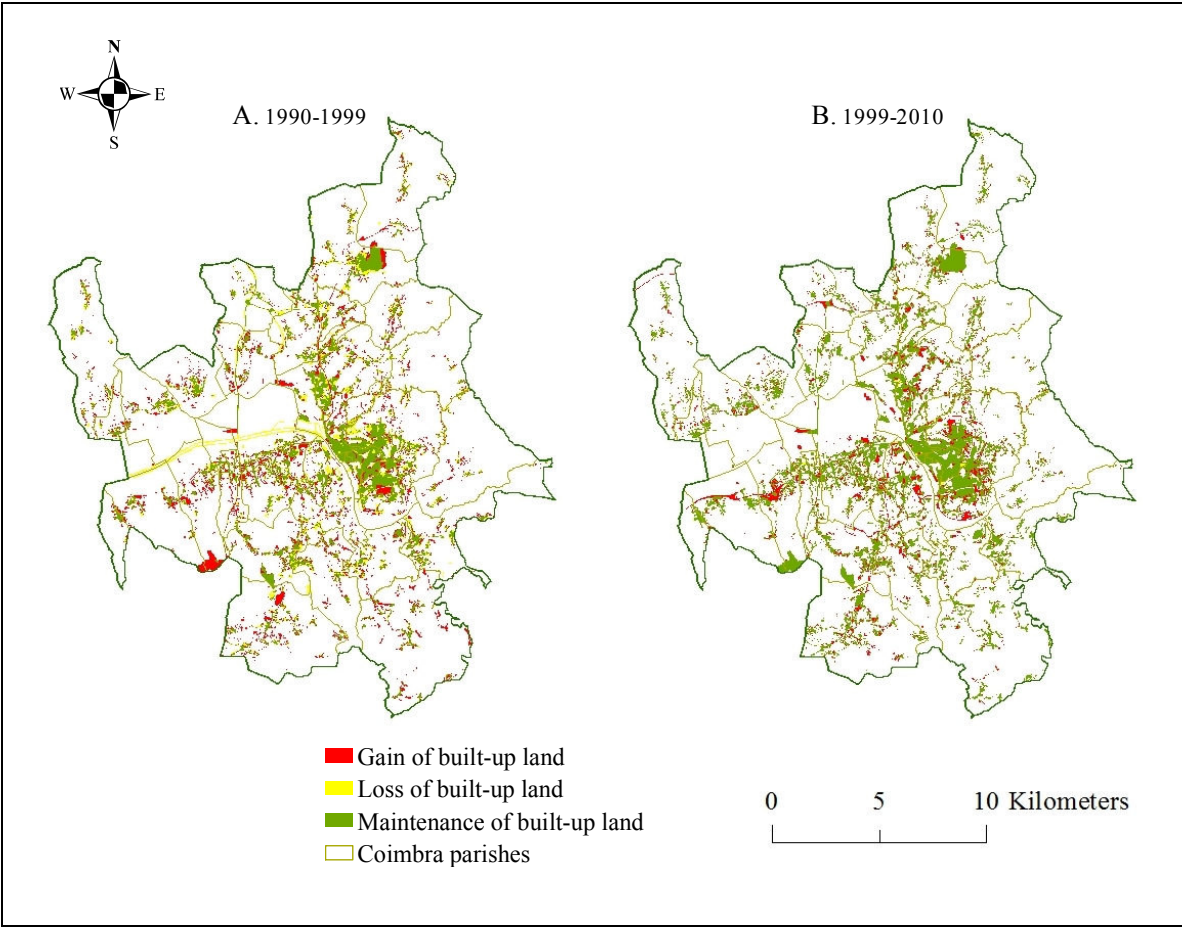 N
W E
S
A. 1990-1999
B. 1999-2010
Gain of built-up land
Loss of built-up land
Maintenance of built-up land
Coimbra parishes
0 5 10 Kilometers